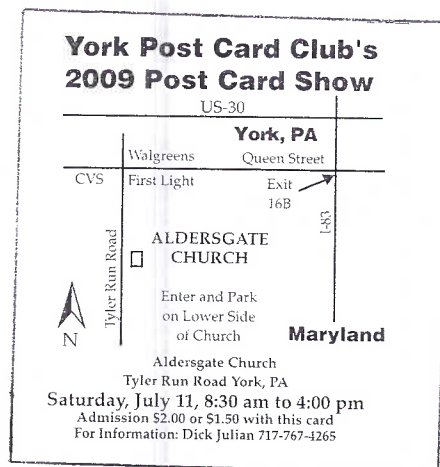 York Post Card Club's
2009 Post Card Show
US-30
York, PA
Walgreens
Queen Street
CVS
First Light
Exit
16B
I-83
Tyler Run Road
ALDERSGATE
CHURCH
Enter and Park
on Lower Side
of Church
N
Maryland
Aldersgate Church
Tyler Run Road York, PA
Saturday, July 11, 8:30 am to 4:00 pm
Admission $2.00 or $1.50 with this card
For Information: Dick Julian 717-767-4265